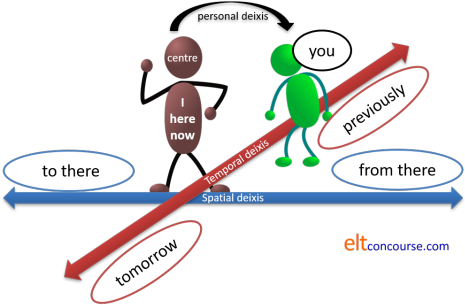 personal deixis
centre
you
I
here
now
previously
Temporal deixis
to there
from there
Spatial deixis
tomorrow
eltconcourse.com